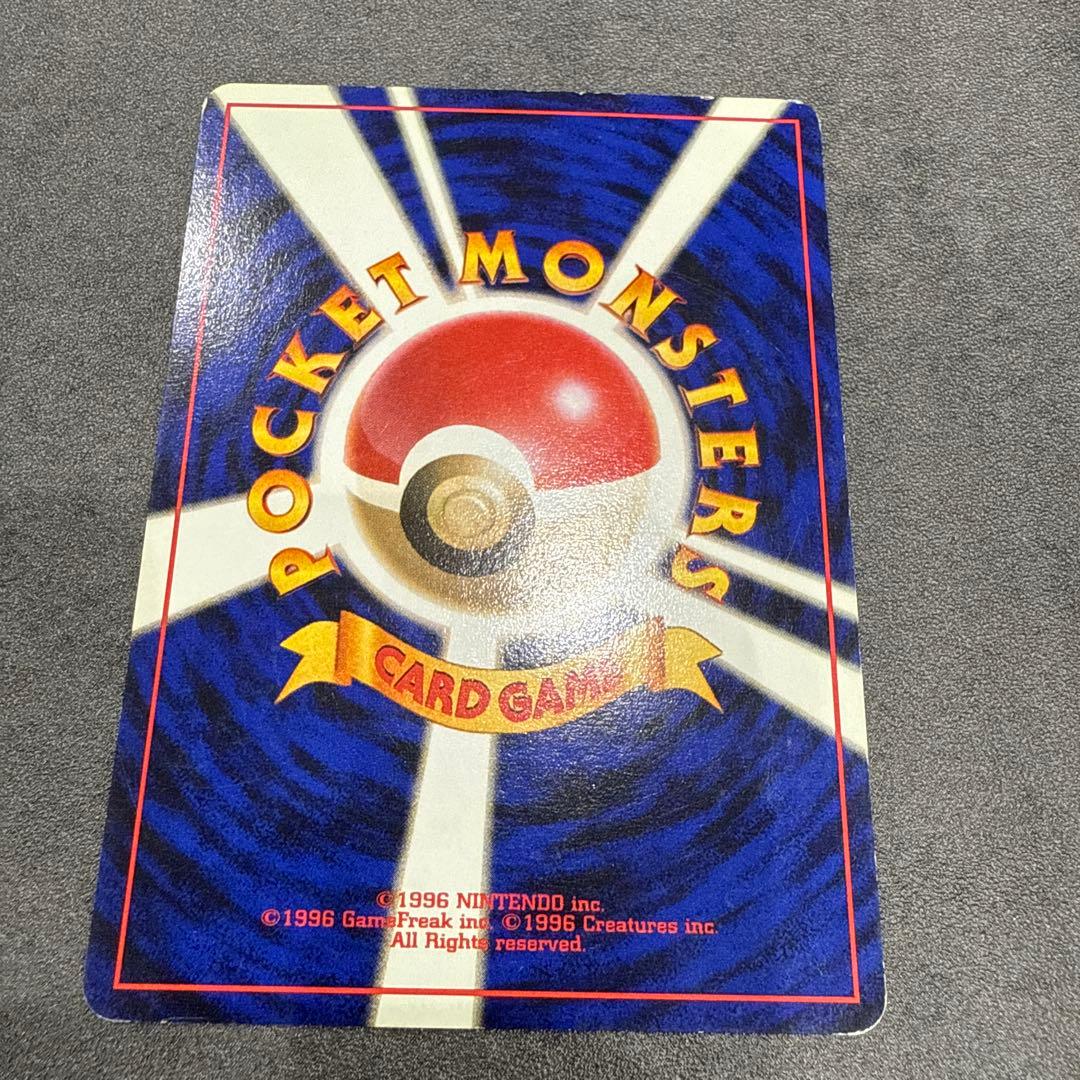 POCKET MONSTERS
CARD GAME
©1996 NINTENDO inc.
©1996 GameFreak inc. ©1996 Creatures inc.
All Rights reserved.